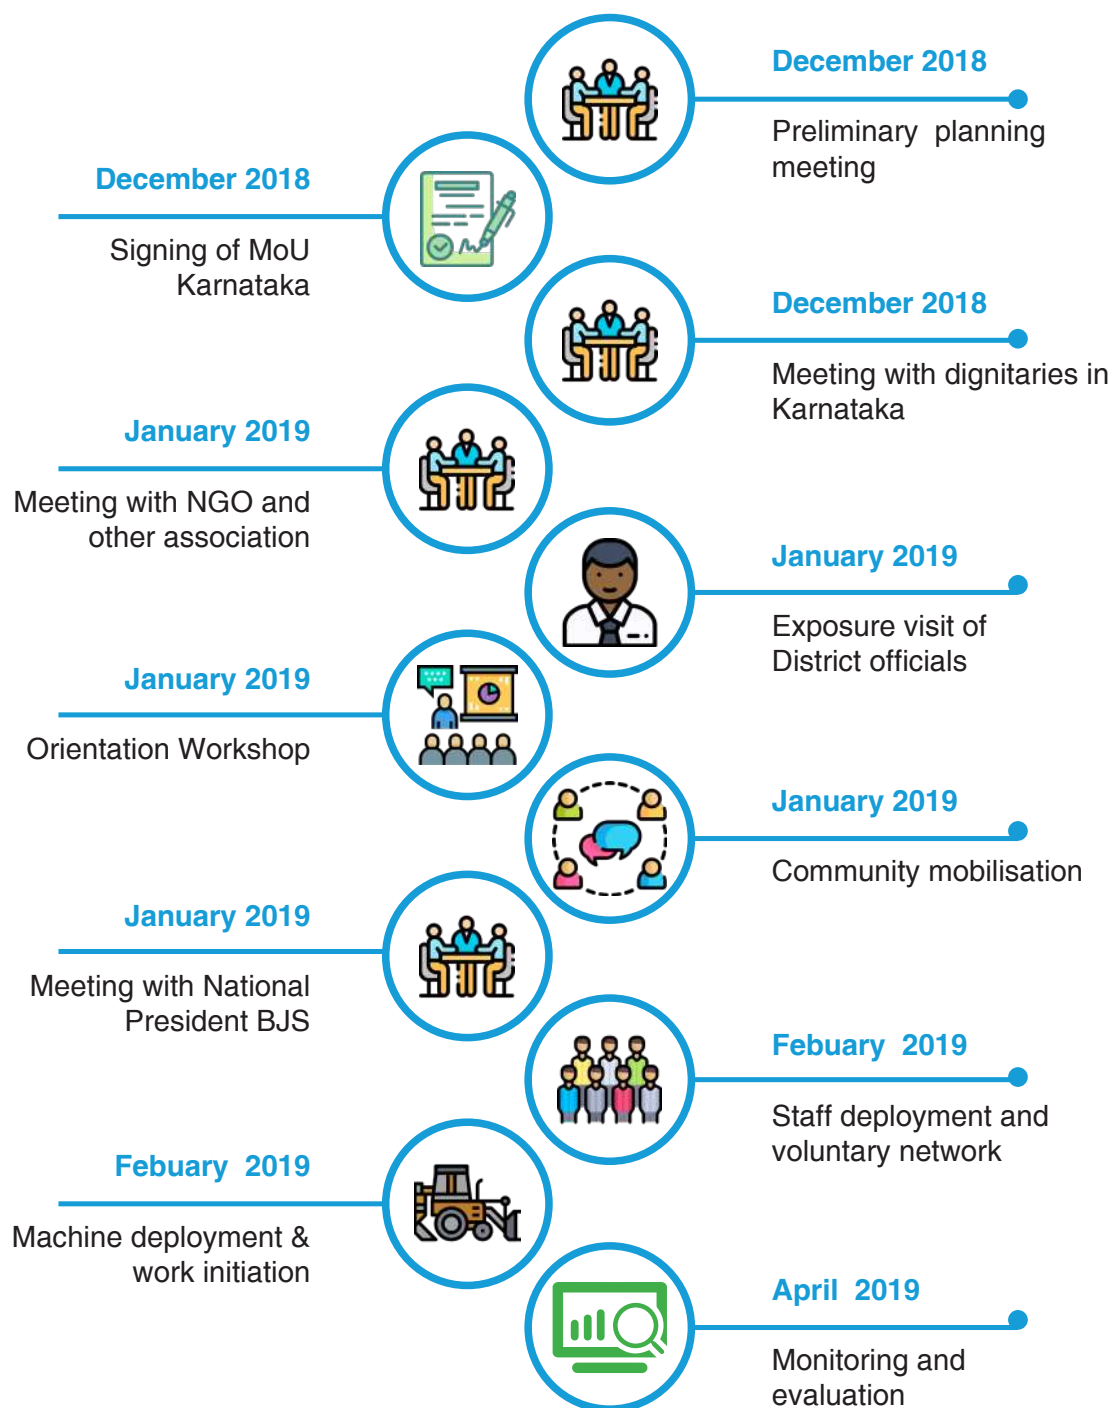 December 2018
Preliminary planning
meeting
December 2018
Signing of MoU
Karnataka
December 2018
Meeting with dignitaries in
Karnataka
January 2019
Meeting with NGO and
other association
January 2019
Exposure visit of
District officials
January 2019
Orientation Workshop
January 2019
Community mobilisation
January 2019
Meeting with National
President BJS
Febuary 2019
Staff deployment and
voluntary network
Febuary 2019
Machine deployment &
work initiation
April 2019
Monitoring and
evaluation